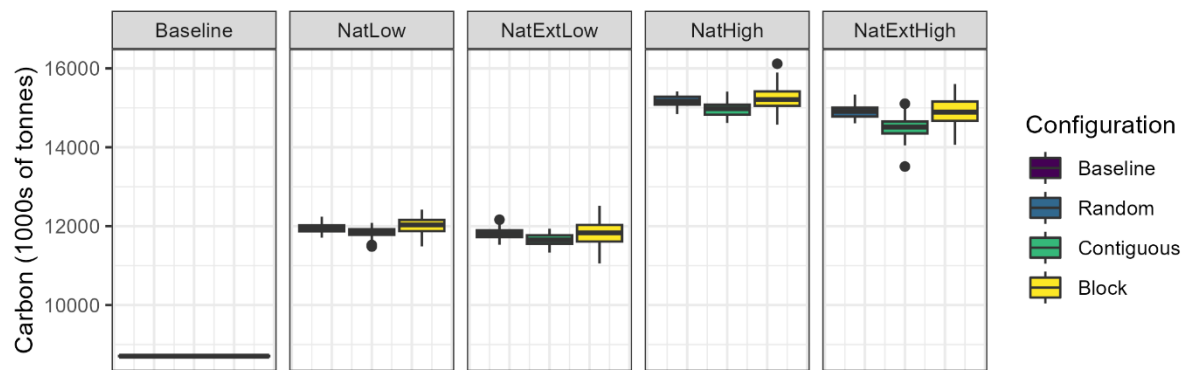 Baseline NatLow NatExtLow NatHigh NatExtHigh
Carbon (1000s of tonnes)
16000
14000
12000
10000
Configuration
Baseline
Random
Contiguous
Block